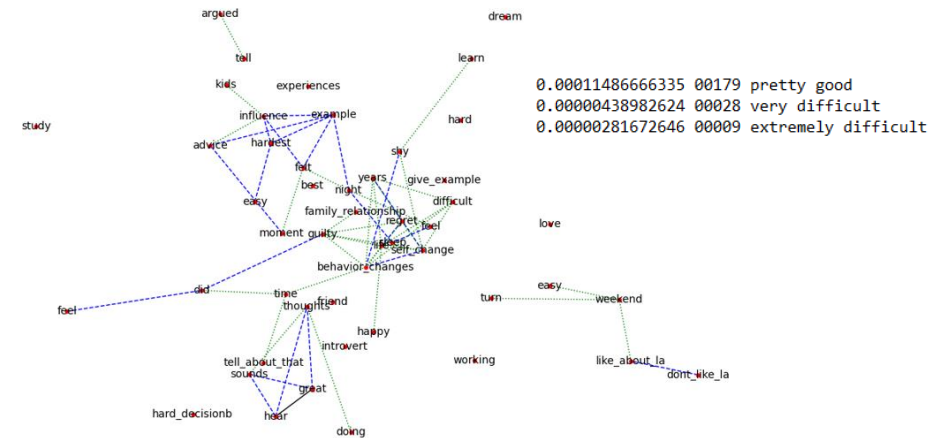 argued
dream
tell
learn
kids
experiences
0.00011486666335 00179 pretty good
0.00000438982624 00028 very difficult
0.00000281672646 00009 extremely difficult
influence
example
hard
study
advice
hardest
shy
felt
years
give_example
best
night
easy
difficult
family_relationship
regret
feel
love
moment
guilty
sleep
self_change
behavior_changes
did
time
easy
turn
weekend
friend
thoughts
feel
happy
introvert
tell_about_that
working
like_about_la
sounds
dont_like_la
great
hard_decisionb
hear
doing